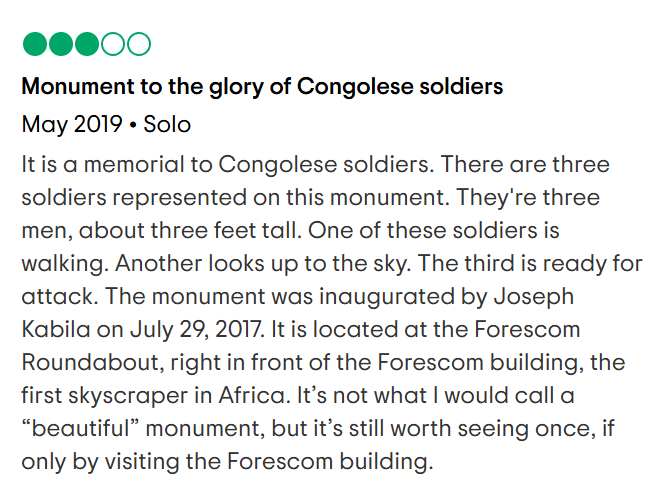 Monument to the glory of Congolese soldiers
May 2019 • Solo
It is a memorial to Congolese soldiers. There are three
soldiers represented on this monument. They're three
men, about three feet tall. One of these soldiers is
walking. Another looks up to the sky. The third is ready for
attack. The monument was inaugurated by Joseph
Kabila on July 29, 2017. It is located at the Forescom
Roundabout, right in front of the Forescom building, the
first skyscraper in Africa. It’s not what I would call a
“beautiful” monument, but it’s still worth seeing once, if
only by visiting the Forescom building.